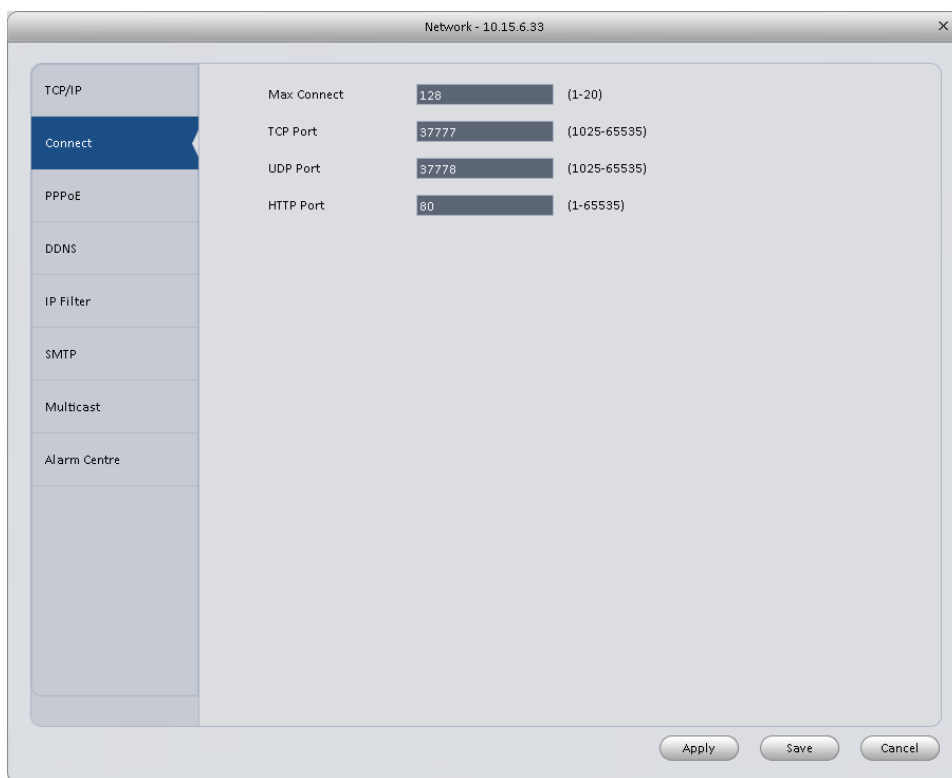 Network - 10.15.6.33 X
TCP/IP
Connect
PPPoE
DDNS
IP Filter
SMTP
Multicast
Alarm Centre
Max Connect 128 (1-20)
TCP Port 37777 (1025-65535)
UDP Port 37778 (1025-65535)
HTTP Port 80 (1-65535)
Apply Save Cancel